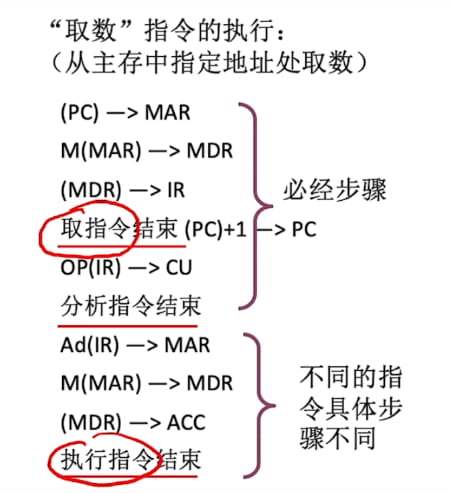 “取数”指令的执行：
（从主存中指定地址处取数）
(PC) —> MAR
M(MAR) —> MDR
(MDR) —> IR
取指令结束 (PC)+1 —> PC
OP(IR) —> CU
分析指令结束
必经步骤
Ad(IR) —> MAR
M(MAR) —> MDR
(MDR) —> ACC
执行指令结束
不同的指
令具体步
骤不同